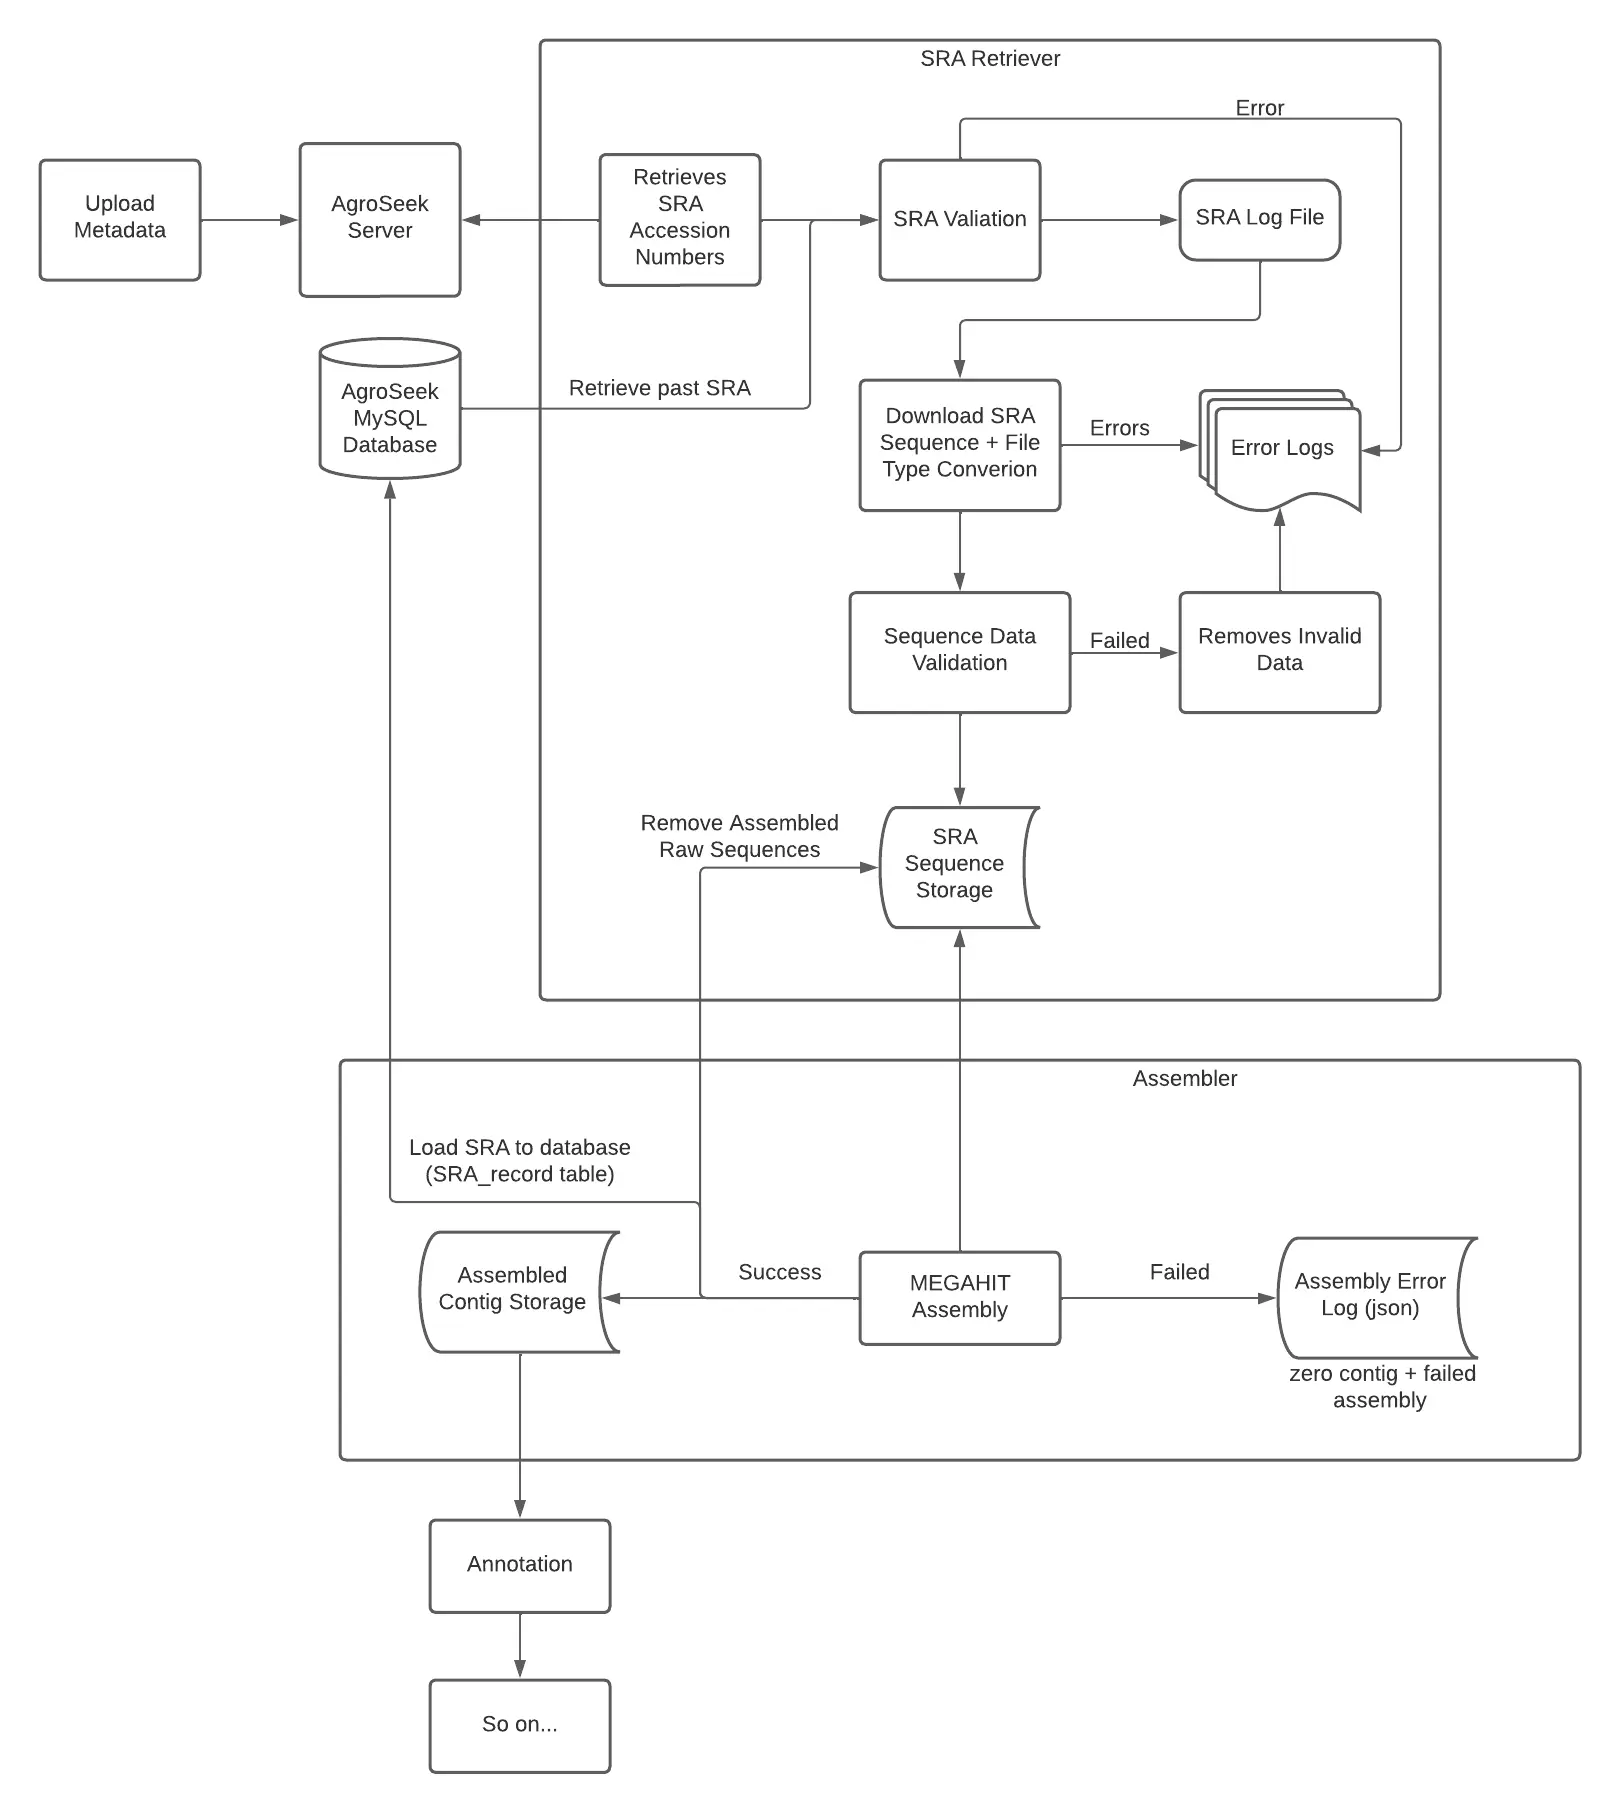 SRA Retriever
Error
Upload
Metadata
AgroSeek
Server
Retrieves
SRA
Accession
Numbers
SRA Valiation
SRA Log File
AgroSeek
MySQL
Database
Retrieve past SRA
Download SRA
Sequence + File
Type Converion
Errors
Error Logs
Sequence Data
Validation
Failed
Removes Invalid
Data
Remove Assembled
Raw Sequences
SRA
Sequence
Storage
Assembler
Load SRA to database
(SRA_record table)
Assembled
Contig Storage
Success
MEGAHIT
Assembly
Failed
Assembly Error
Log (json)
zero contig + failed
assembly
Annotation
So on...